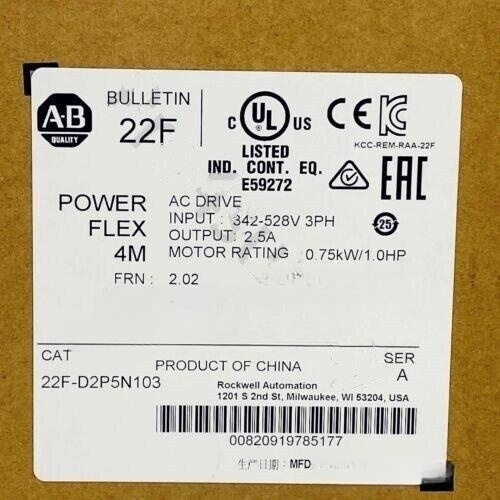 A-B
QUALITY
BULLETIN
22F
C UL US
LISTED
IND. CONT. EQ.
E59272
CE
KC
KCC-REM-RAA-22F
EAC
25
POWER
FLEX
4M
AC DRIVE
INPUT : 342-528V 3PH
OUTPUT: 2.5A
MOTOR RATING 0.75kW/1.0HP
FRN : 2.02
CAT
22F-D2P5N103
PRODUCT OF CHINA
Rockwell Automation
1201 S 2nd St, Milwaukee, WI 53204, USA
SER
A
00820919785177
生产日期: MFD